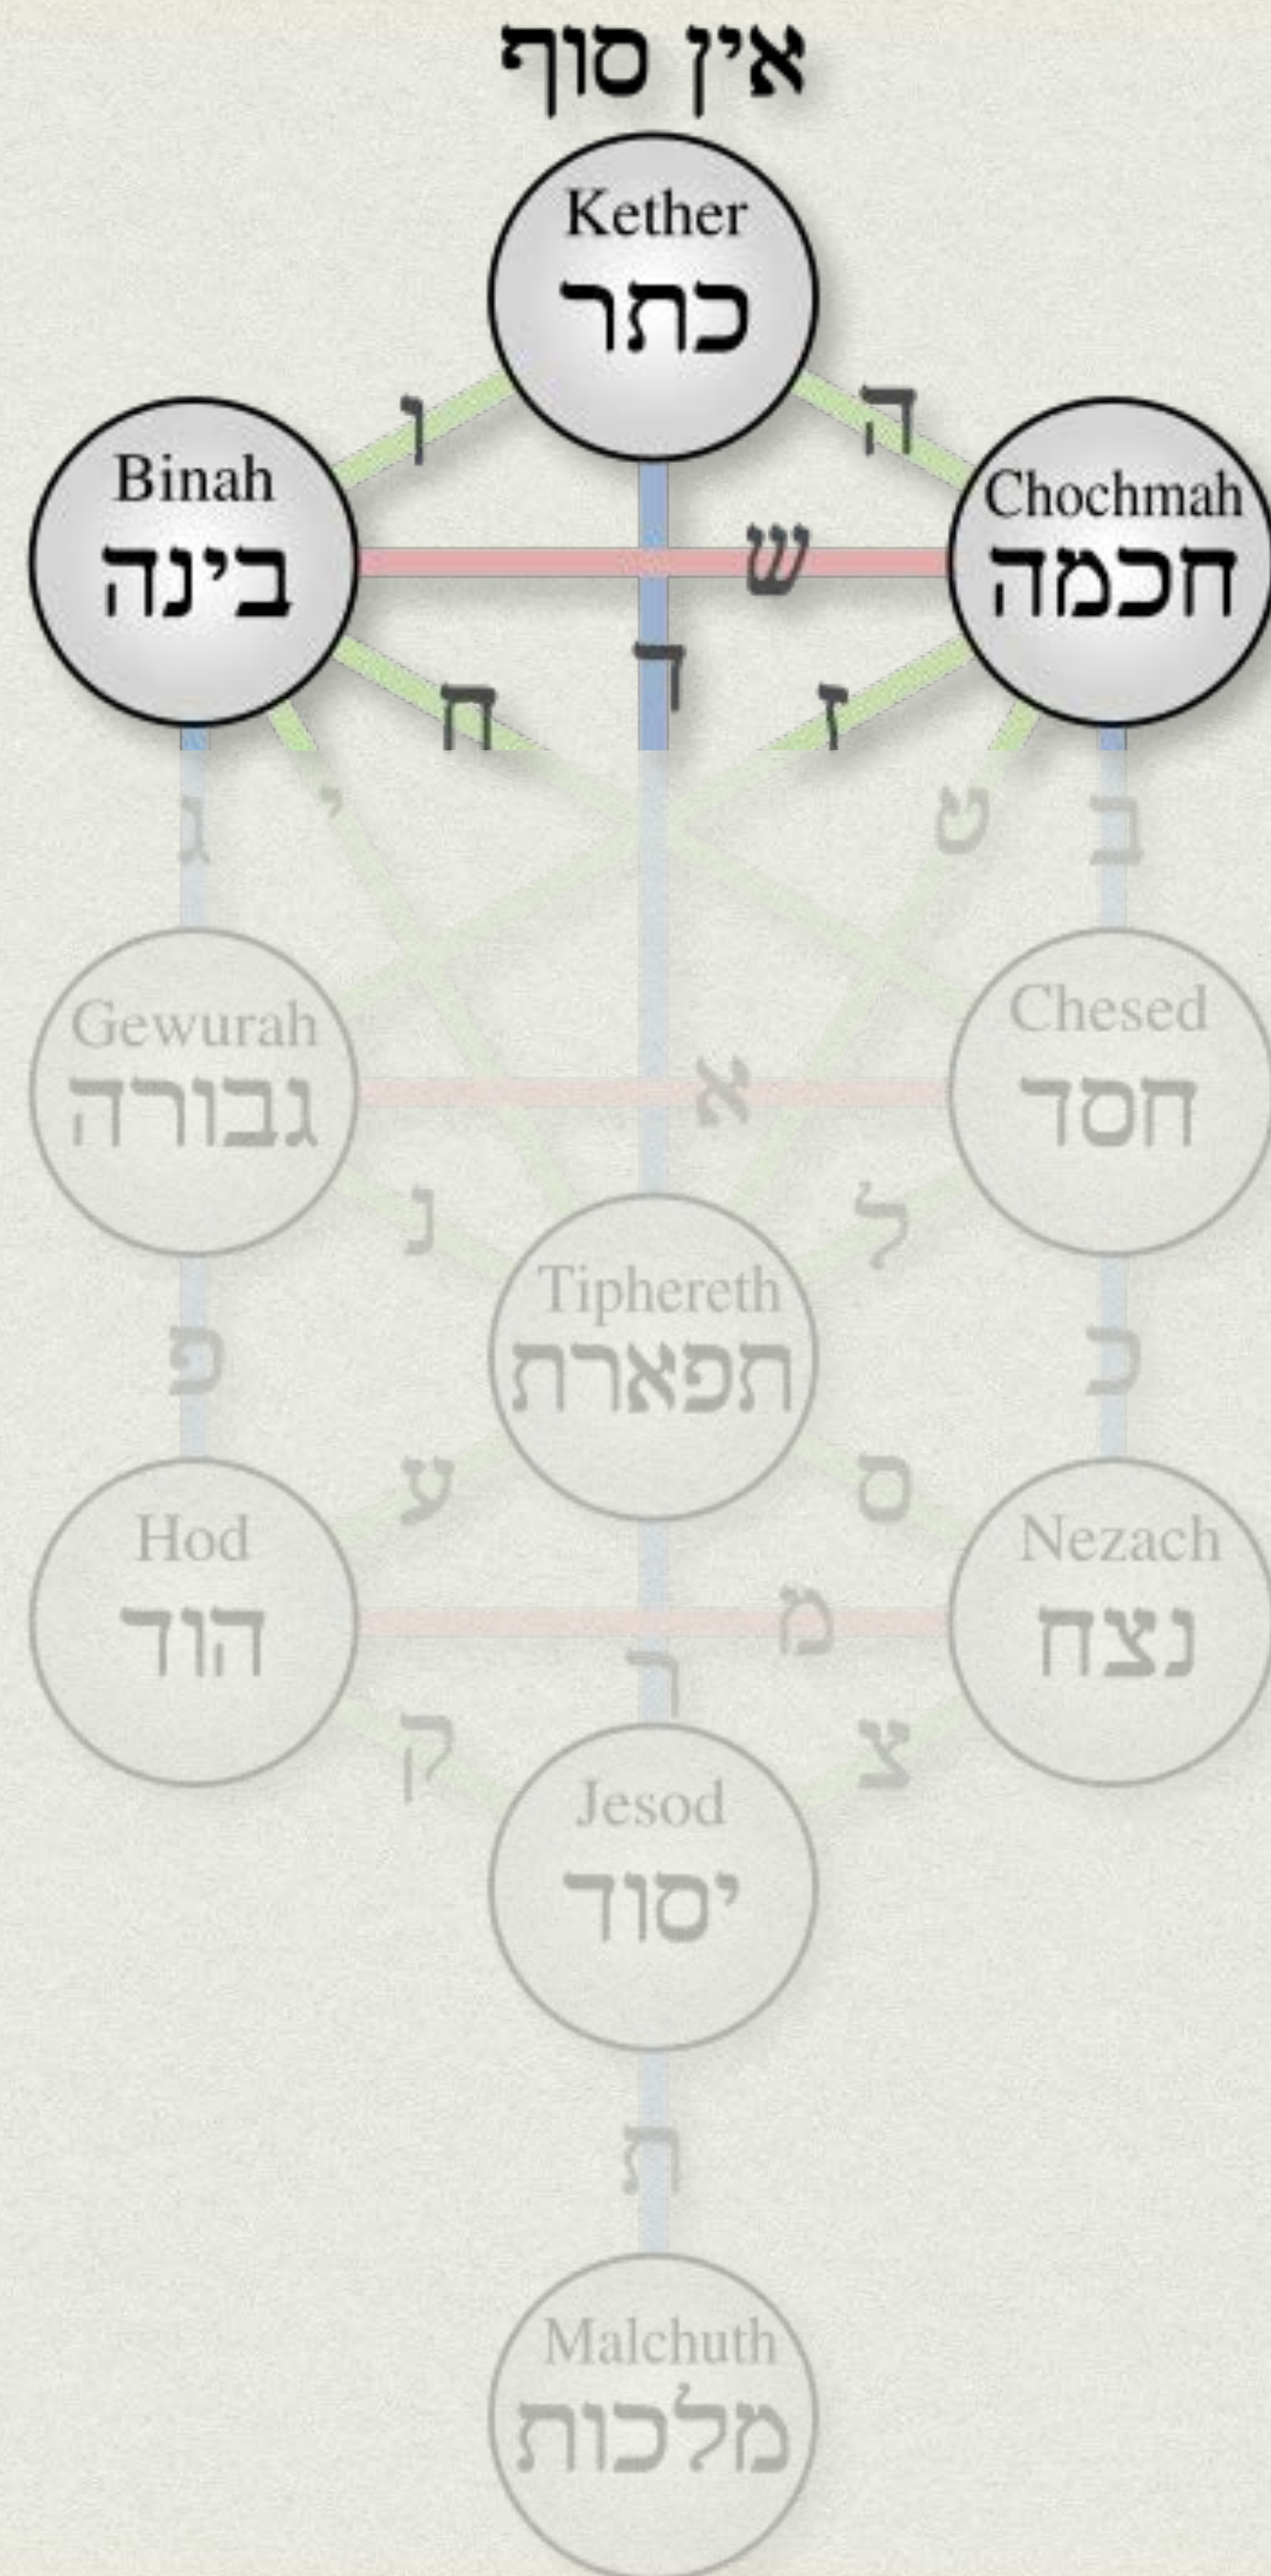 אין סוף
Kether
כתר
ו
ה
Binah
בינה
Chochmah
חכמה
ש
ד
ח
ז
ג
י
ט
ב
Gewurah
גבורה
Chesed
חסד
א
נ
ל
Tiphereth
תפארת
פ
כ
ע
ס
Hod
הוד
Nezach
נצח
מ
ר
ק
צ
Jesod
יסוד
ת
Malchuth
מלכות